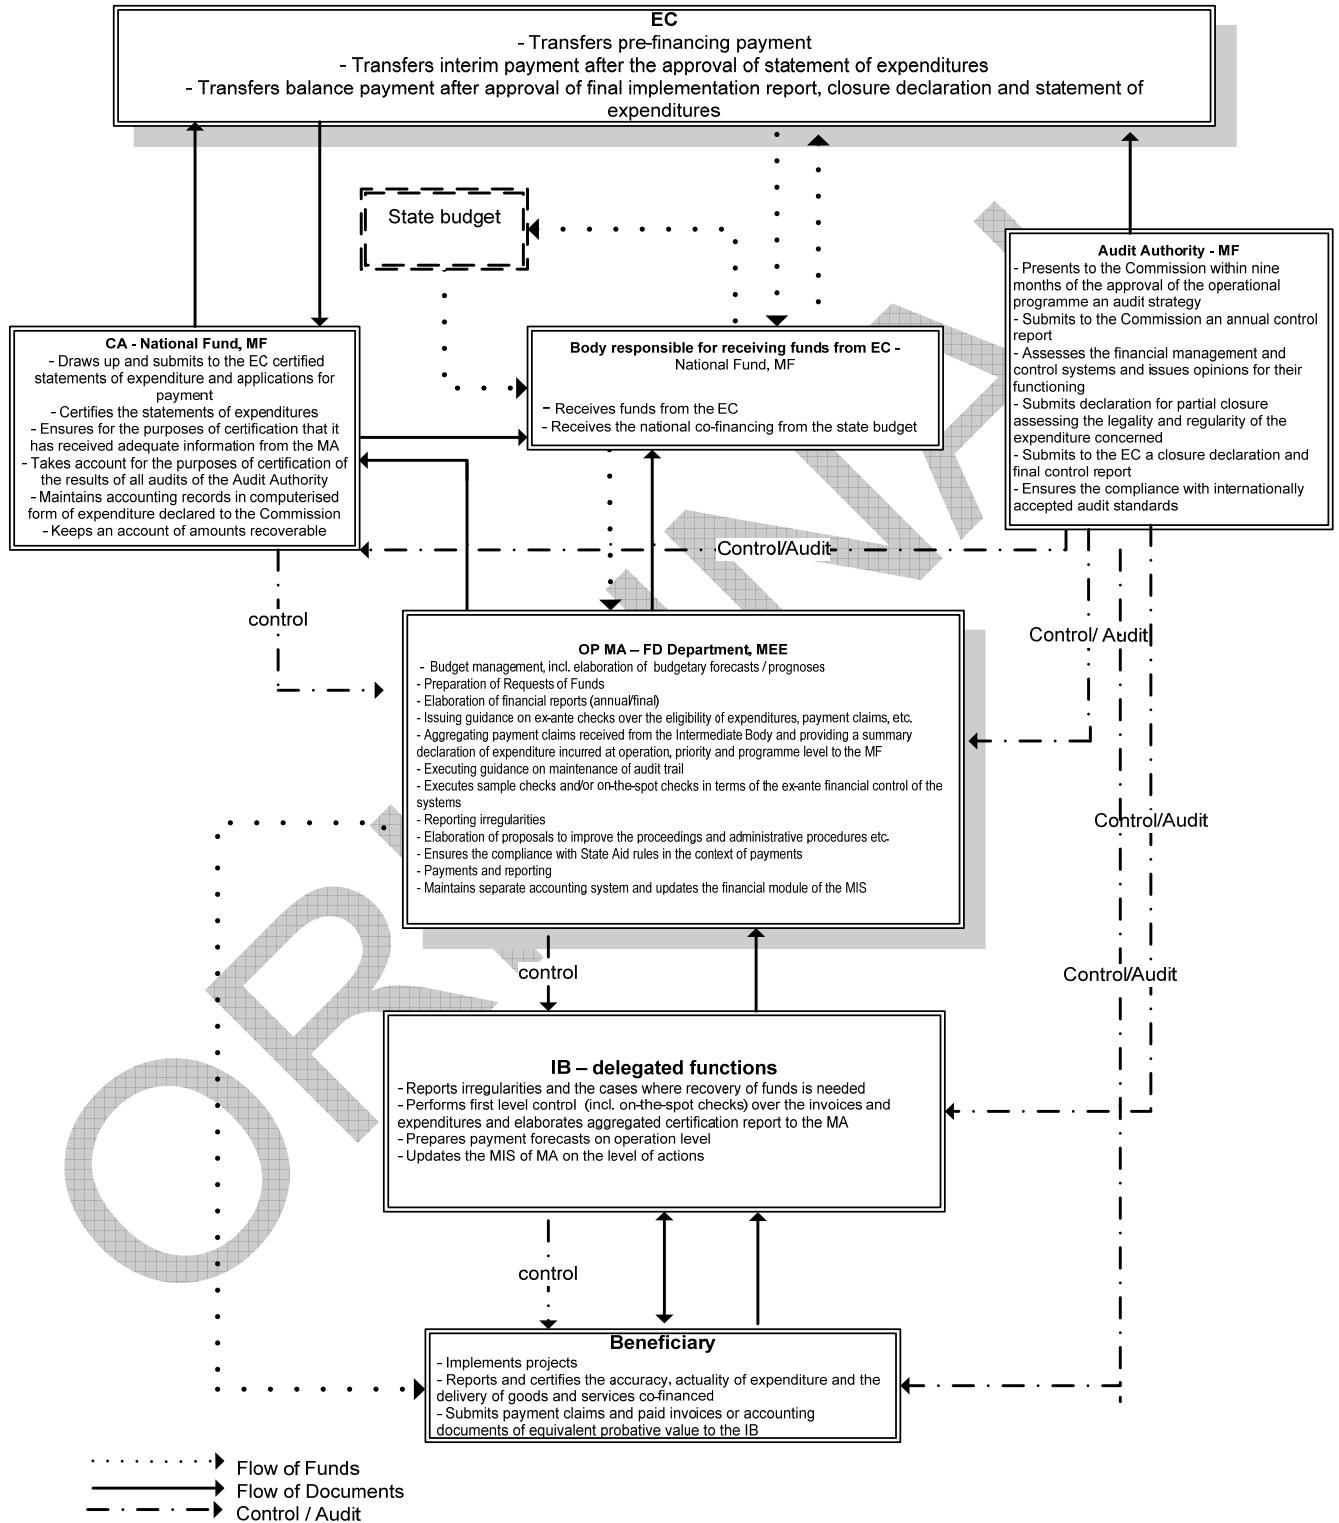 EC
- Transfers pre-financing payment
- Transfers interim payment after the approval of statement of expenditures
- Transfers balance payment after approval of final implementation report, closure declaration and statement of
expenditures
State budget
Audit Authority - MF
- Presents to the Commission within nine
months of the approval of the operational
programme an audit strategy
- Submits to the Commission an annual control
report
- Assesses the financial management and
control systems and issues opinions for their
functioning
- Submits declaration for partial closure
assessing the legality and regularity of the
expenditure concerned
- Submits to the EC a closure declaration and
final control report
- Ensures the compliance with internationally
accepted audit standards
CA - National Fund, MF
- Draws up and submits to the EC certified
statements of expenditure and applications for
payment
- Certifies the statements of expenditures
- Ensures for the purposes of certification that it
has received adequate information from the MA
- Takes account for the purposes of certification of
the results of all audits of the Audit Authority
- Maintains accounting records in computerised
form of expenditure declared to the Commission
- Keeps an account of amounts recoverable
Body responsible for receiving funds from EC -
National Fund, MF
- Receives funds from the EC
- Receives the national co-financing from the state budget
Control/Audit
control
Control/ Audit
OP MA – FD Department, MEE
- Budget management, incl. elaboration of budgetary forecasts / prognoses
- Preparation of Requests of Funds
- Elaboration of financial reports (annual/final)
- Issuing guidance on ex-ante checks over the eligibility of expenditures, payment claims, etc.
- Aggregating payment claims received from the Intermediate Body and providing a summary
declaration of expenditure incurred at operation, priority and programme level to the MF
- Executing guidance on maintenance of audit trail
- Executes sample checks and/or on-the-spot checks in terms of the ex-ante financial control of the
systems
- Reporting irregularities
- Elaboration of proposals to improve the proceedings and administrative procedures etc.
- Ensures the compliance with State Aid rules in the context of payments
- Payments and reporting
- Maintains separate accounting system and updates the financial module of the MIS
Control/Audit
control
Control/Audit
IB – delegated functions
- Reports irregularities and the cases where recovery of funds is needed
- Performs first level control (incl. on-the-spot checks) over the invoices and
expenditures and elaborates aggregated certification report to the MA
- Prepares payment forecasts on operation level
- Updates the MIS of MA on the level of actions
control
Beneficiary
- Implements projects
- Reports and certifies the accuracy, actuality of expenditure and the
delivery of goods and services co-financed
- Submits payment claims and paid invoices or accounting
documents of equivalent probative value to the IB
Flow of Funds
Flow of Documents
Control / Audit